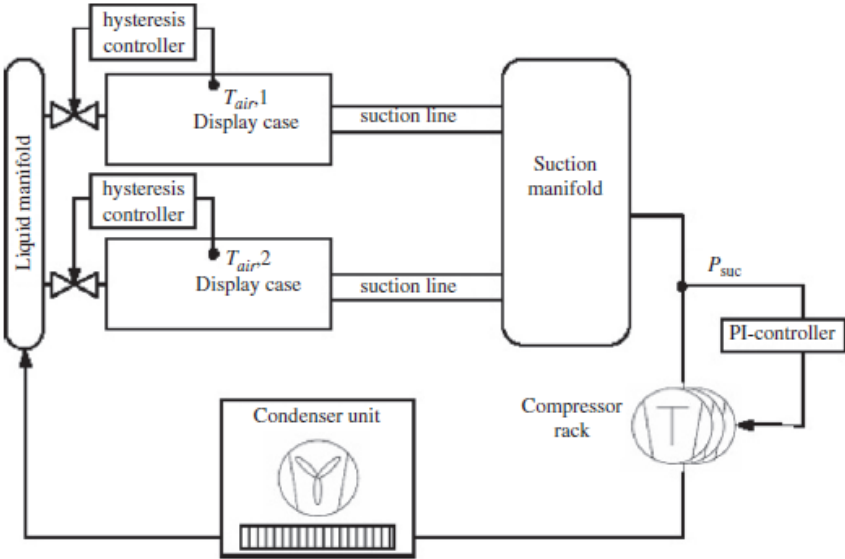 hysteresis
controller
T_air,1
Display case
suction line
Liquid manifold
Suction
manifold
hysteresis
controller
T_air,2
Display case
suction line
P_suc
PI-controller
Compressor
rack
Condenser unit